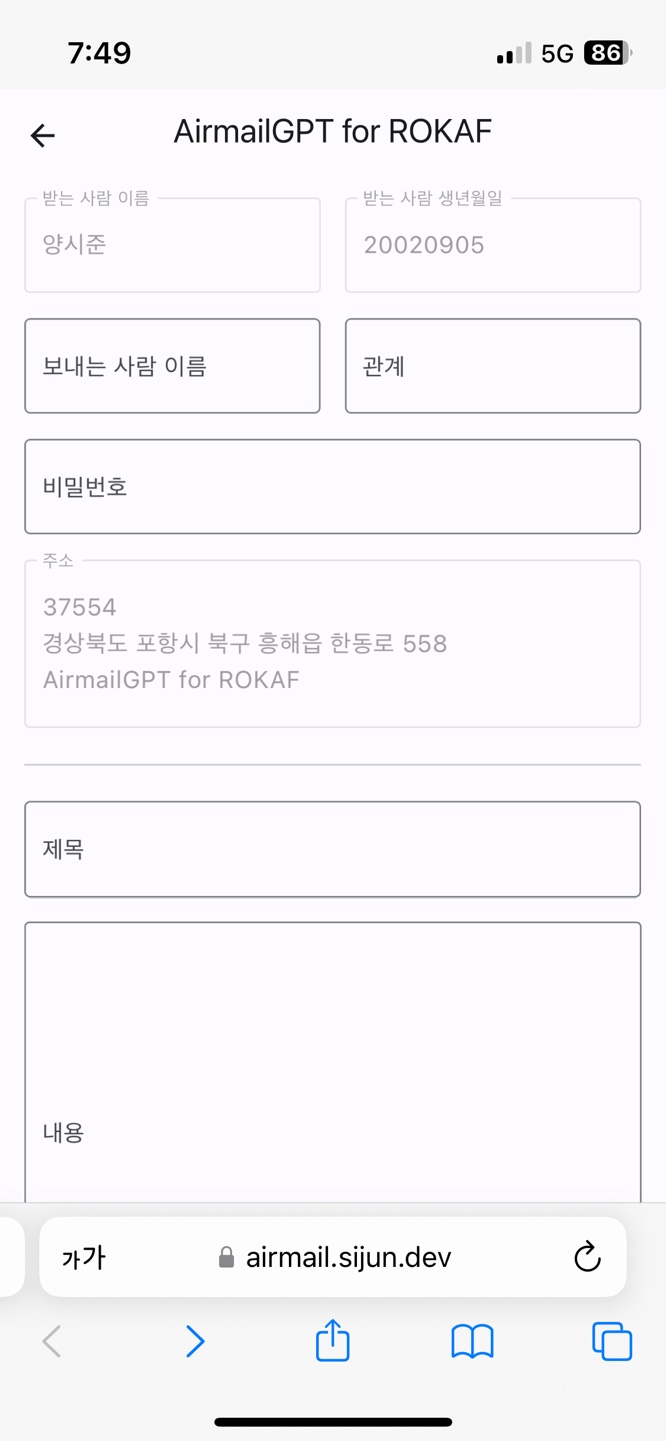 7:49
5G 86
AirmailGPT for ROKAF
받는 사람 이름
양시준
받는 사람 생년월일
20020905
보내는 사람 이름
관계
비밀번호
주소
37554
경상북도 포항시 북구 흥해읍 한동로 558
AirmailGPT for ROKAF
제목
내용
가가 airmail.sijun.dev